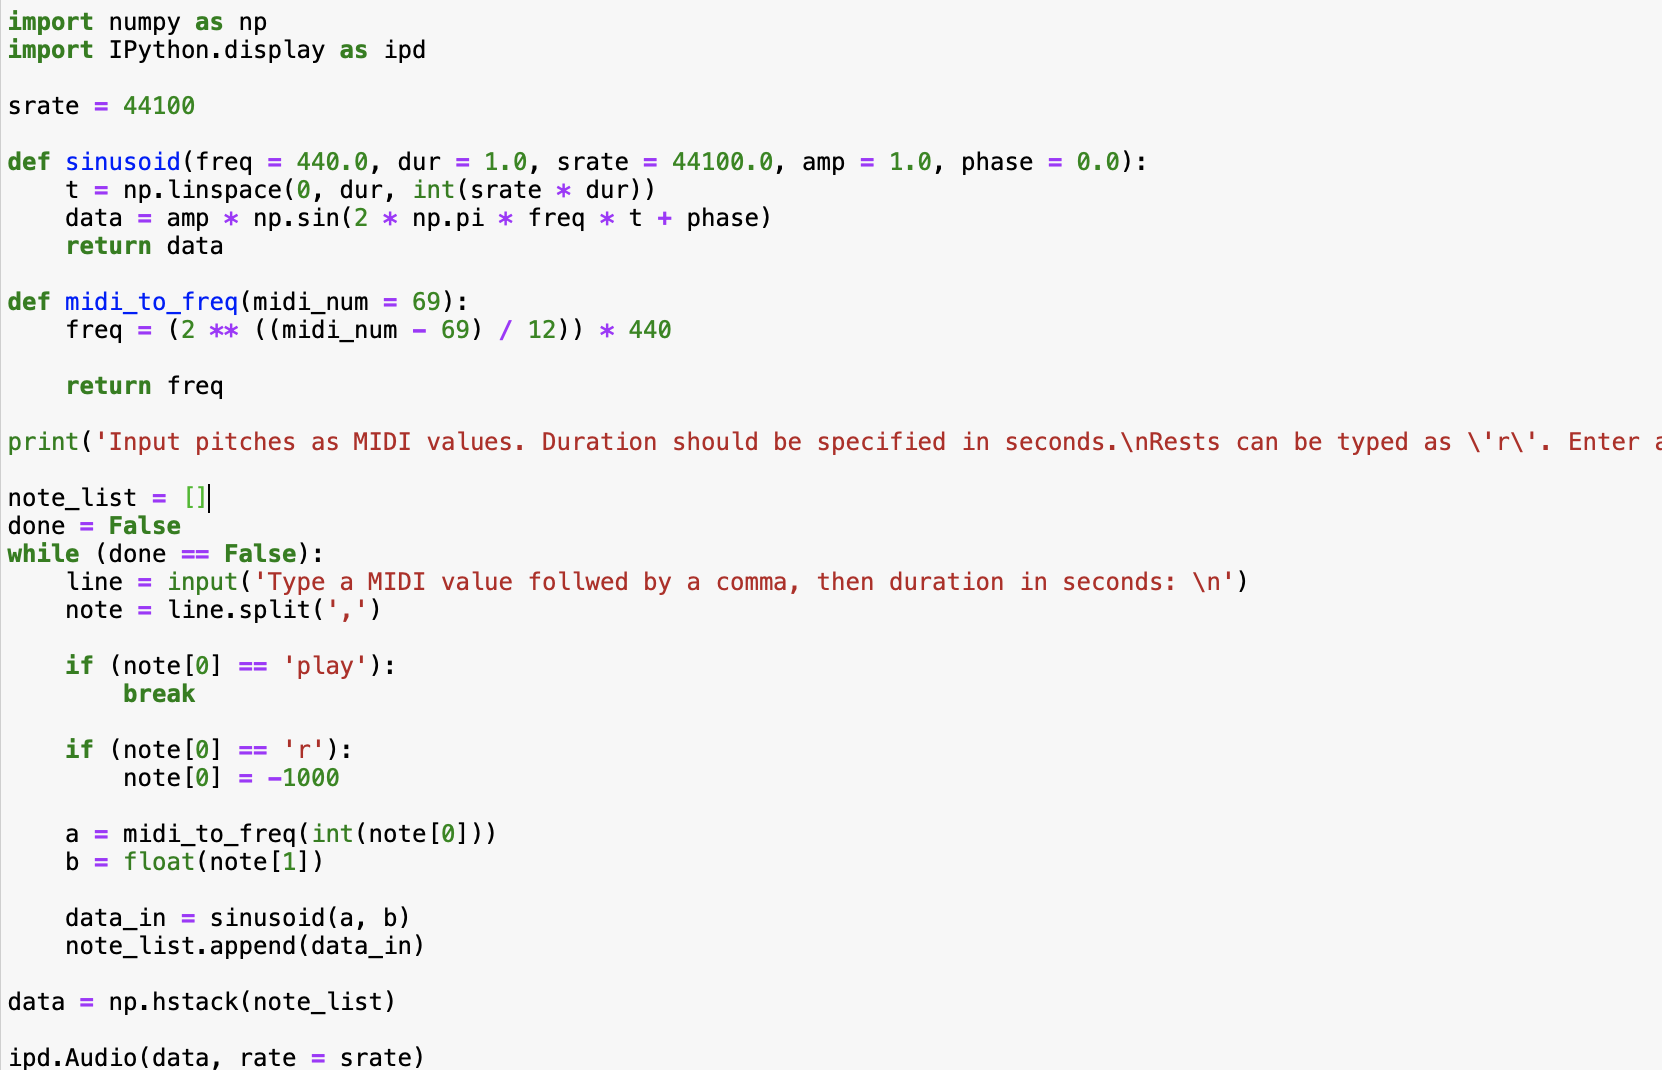 import numpy as np
import IPython.display as ipd
srate = 44100
def sinusoid(freq = 440.0, dur = 1.0, srate = 44100.0, amp = 1.0, phase = 0.0):
    t = np.linspace(0, dur, int(srate * dur))
    data = amp * np.sin(2 * np.pi * freq * t + phase)
    return data
def midi_to_freq(midi_num = 69):
    freq = (2 ** ((midi_num - 69) / 12)) * 440
    return freq
print('Input pitches as MIDI values. Duration should be specified in seconds.\nRests can be typed as \'r\'. Enter
note_list = []
done = False
while (done == False):
    line = input('Type a MIDI value follwed by a comma, then duration in seconds: \n')
    note = line.split(',')
    if (note[0] == 'play'):
        break
    if (note[0] == 'r'):
        note[0] = -1000
    a = midi_to_freq(int(note[0]))
    b = float(note[1])
    data_in = sinusoid(a, b)
    note_list.append(data_in)
data = np.hstack(note_list)
ipd.Audio(data, rate = srate)